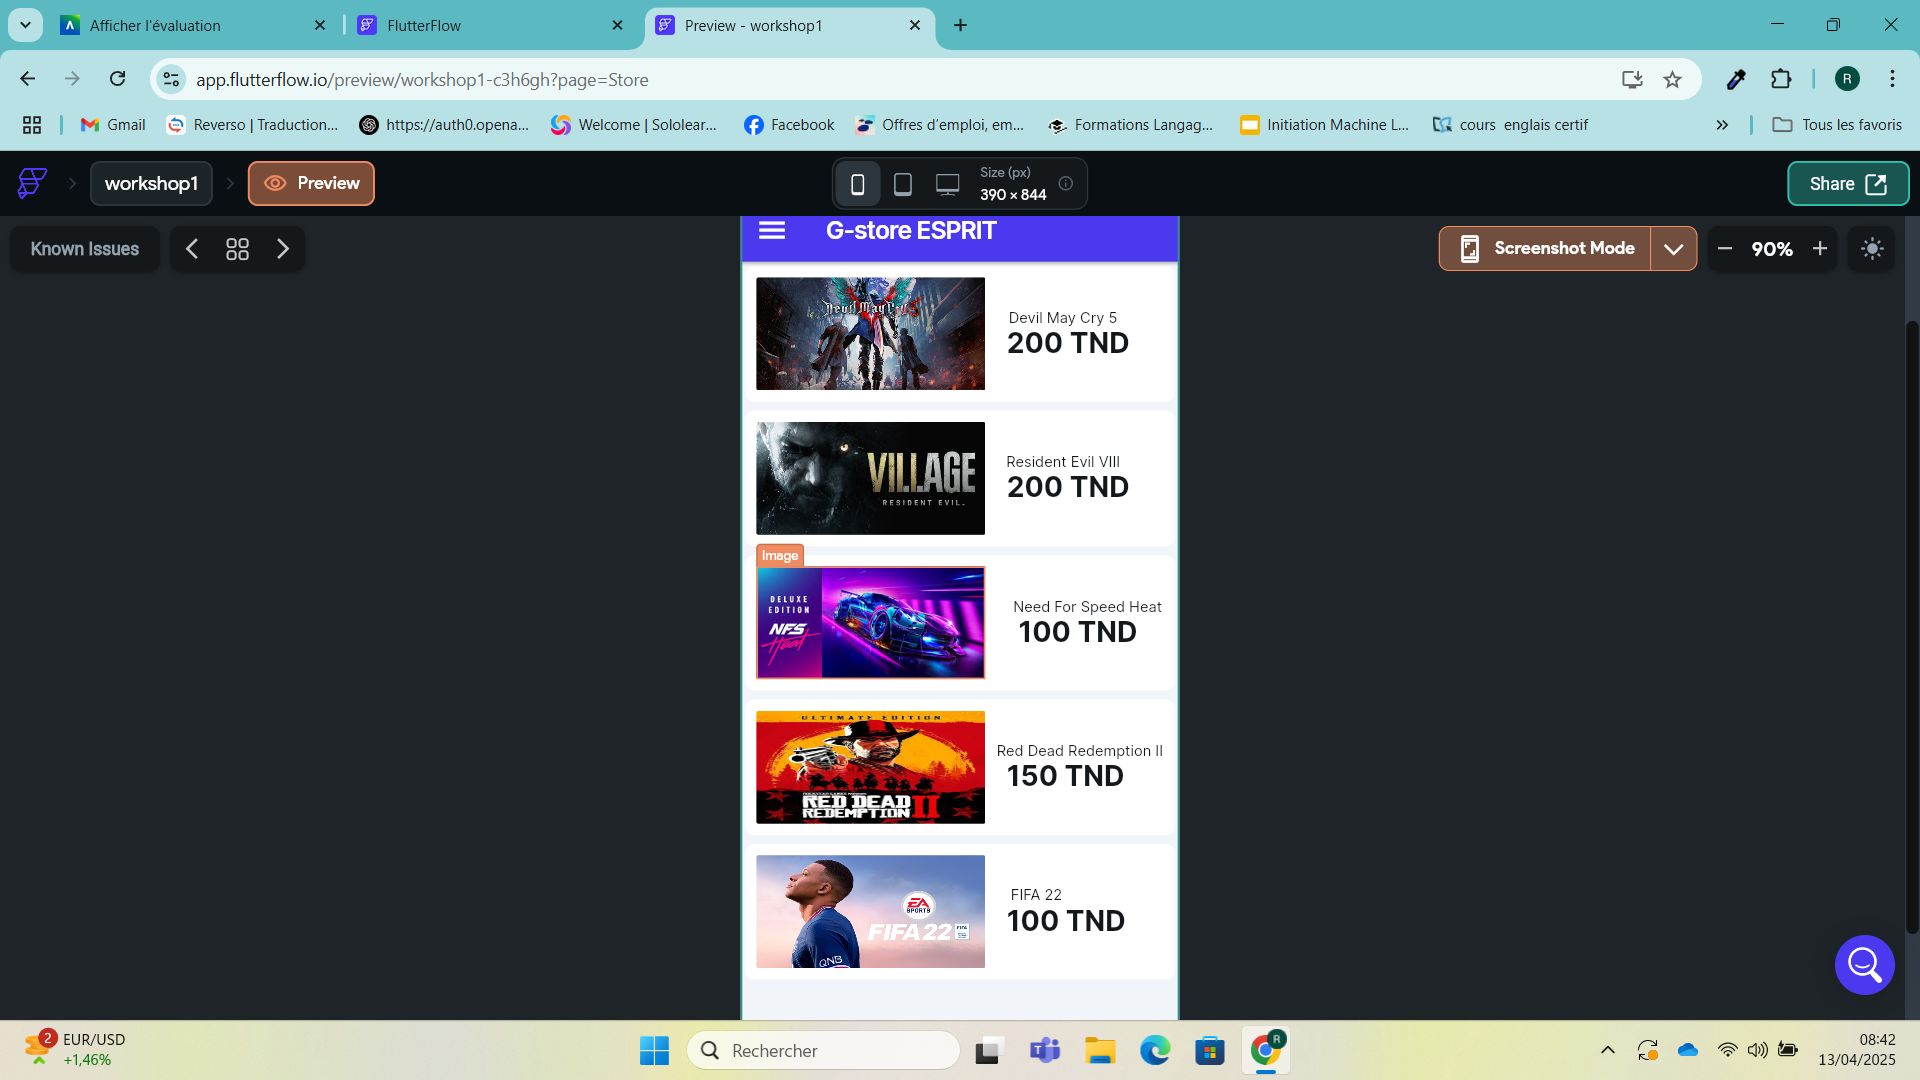 Afficher l'évaluation
FlutterFlow
Preview - workshop1
app.flutterflow.io/preview/workshop1-c3h6gh?page=Store
R
Gmail
Reverso | Traduction...
https://auth0.opena...
Welcome | Sololear...
Facebook
Offres d'emploi, em...
Formations Langag...
Initiation Machine L...
cours englais certif
Tous les favoris
workshop1
Preview
Size (px)
390 × 844
Share
Known Issues
G-store ESPRIT
Screenshot Mode
90%
Devil May Cry 5
Devil May Cry 5
200 TND
VILLAGE
RESIDENT EVIL.
Resident Evil VIII
200 TND
Image
DELUXE
EDITION
NFS
Heat
Need For Speed Heat
100 TND
ULTIMATE EDITION
RED DEAD
REDEMPTION II
Red Dead Redemption II
150 TND
EA
SPORTS
FIFA 22
QNB
FIFA 22
100 TND
2
EUR/USD
+1,46%
Rechercher
R
08:42
13/04/2025